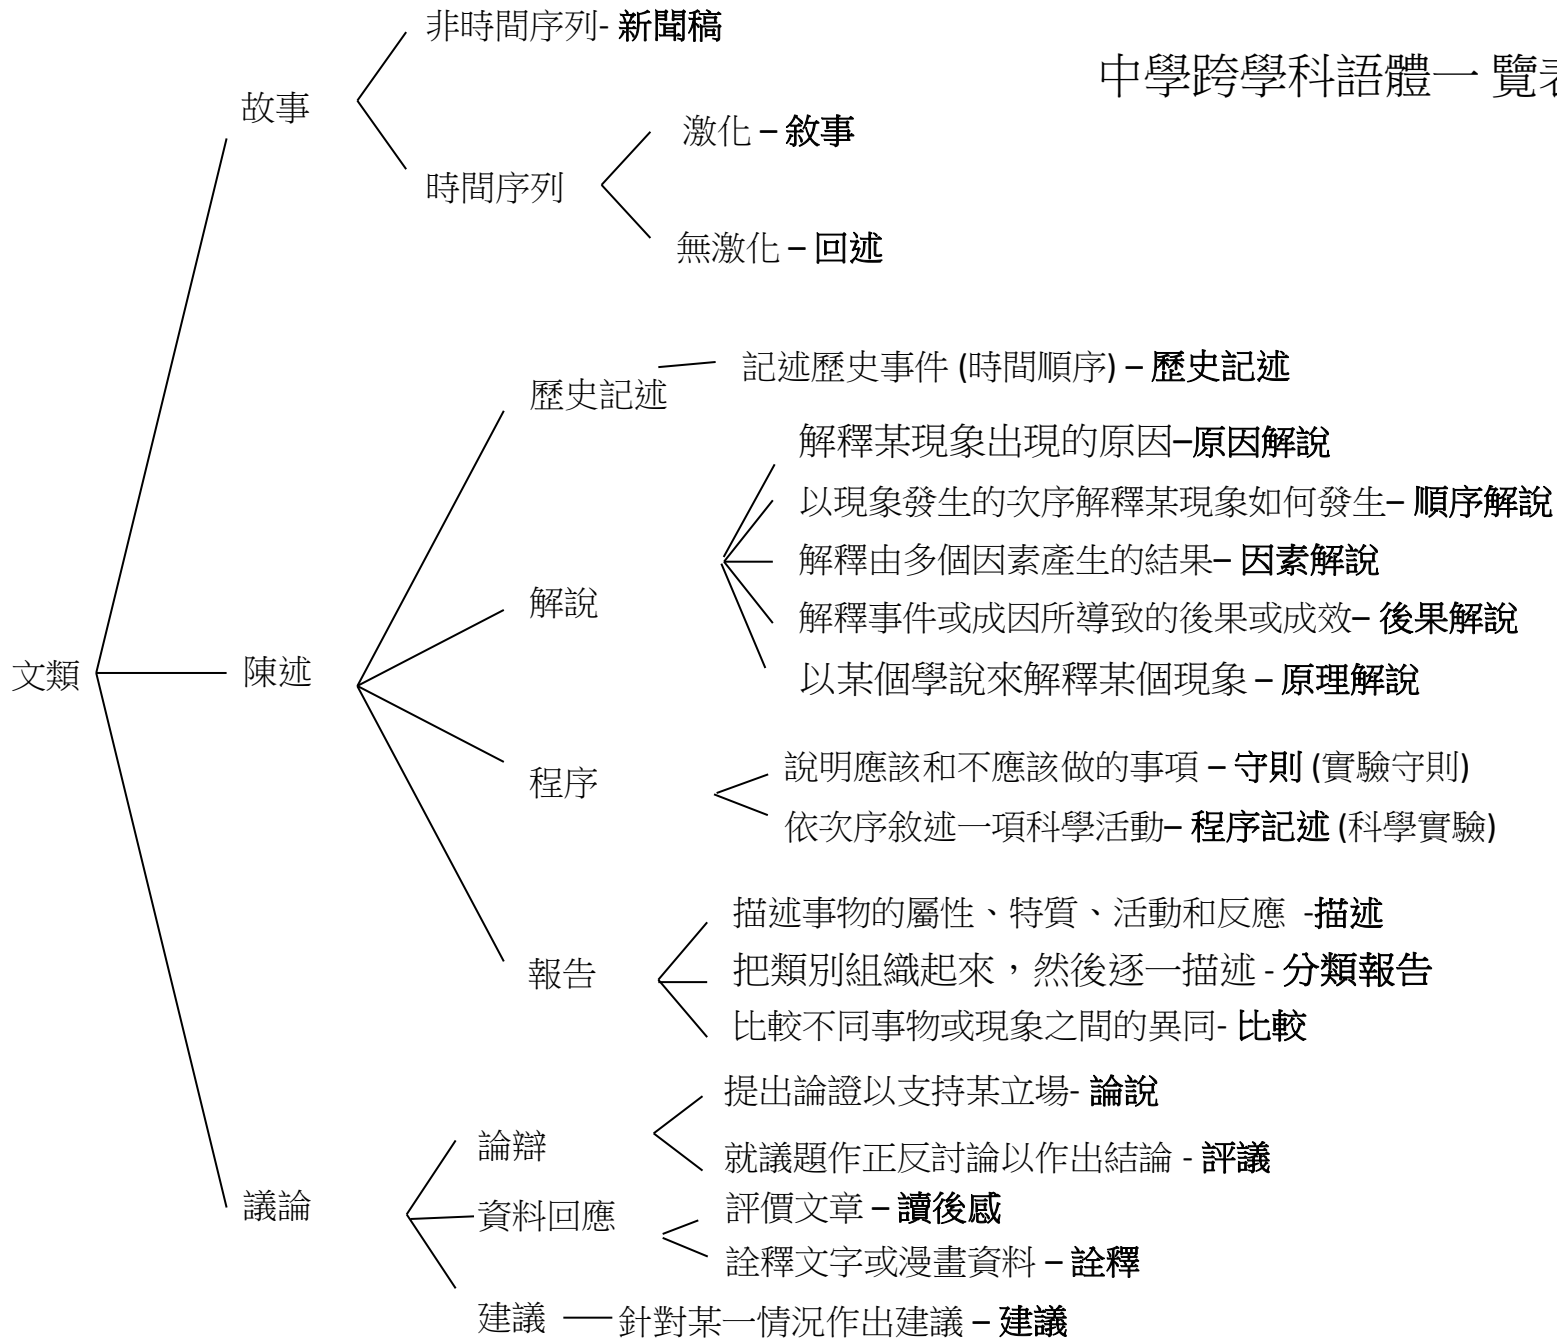 非時間序列- 新聞稿
中學跨學科語體一 覽表
故事
激化 – 敘事
時間序列
無激化 – 回述
記述歷史事件 (時間順序) – 歷史記述
歷史記述
解釋某現象出現的原因–原因解說
以現象發生的次序解釋某現象如何發生– 順序解說
解釋由多個因素產生的結果– 因素解說
解說
解釋事件或成因所導致的後果或成效– 後果解說
文類
陳述
以某個學說來解釋某個現象 – 原理解說
說明應該和不應該做的事項 – 守則 (實驗守則)
程序
依次序敘述一項科學活動– 程序記述 (科學實驗)
描述事物的屬性、特質、活動和反應 -描述
報告
把類別組織起來，然後逐一描述 - 分類報告
比較不同事物或現象之間的異同- 比較
提出論證以支持某立場- 論說
論辯
就議題作正反討論以作出結論 - 評議
議論
資料回應
評價文章 – 讀後感
詮釋文字或漫畫資料 – 詮釋
建議
針對某一情況作出建議 – 建議